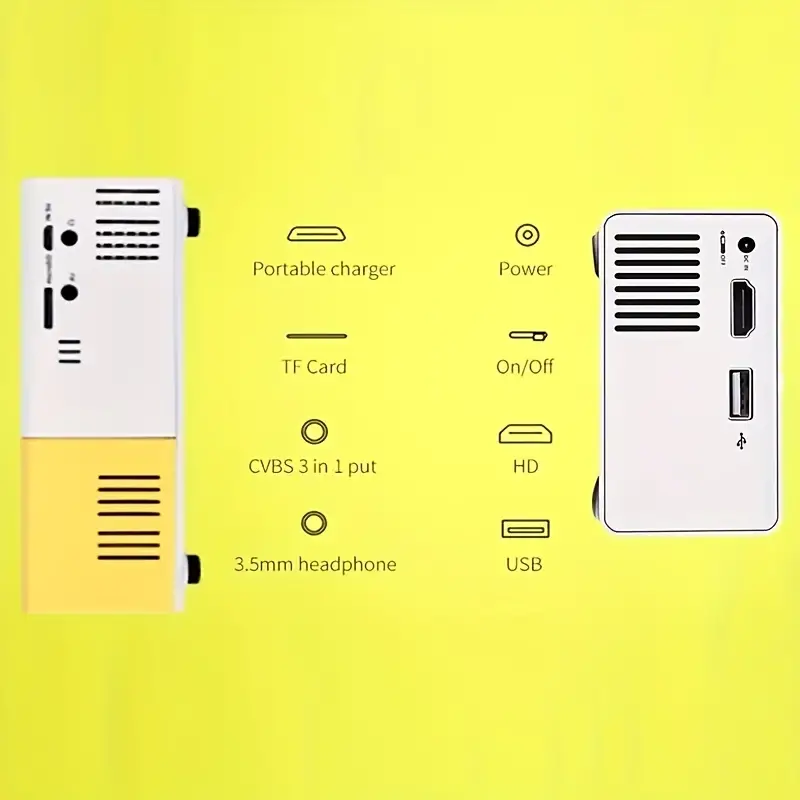 Portable charger
Power
TF Card
On/Off
CVBS 3 in 1 put
HD
3.5mm headphone
USB
DC IN